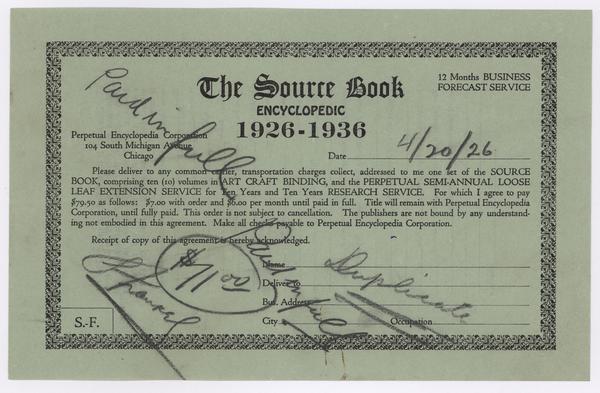 The Source Book
ENCYCLOPEDIC
1926-1936
12 Months BUSINESS
FORECAST SERVICE
Paid in full
Perpetual Encyclopedia Corporation
104 South Michigan Avenue
Chicago
Date 4/20/26
Please deliver to any common carrier, transportation charges collect, addressed to me one set of the SOURCE
BOOK, comprising ten (10) volumes in ART CRAFT BINDING, and the PERPETUAL SEMI-ANNUAL LOOSE
LEAF EXTENSION SERVICE for Ten Years and Ten Years RESEARCH SERVICE. For which I agree to pay
$79.50 as follows: $7.00 with order and $6.00 per month until paid in full. Title will remain with Perpetual Encyclopedia
Corporation, until fully paid. This order is not subject to cancellation. The publishers are not bound by any understand-
ing not embodied in this agreement. Make all checks payable to Perpetual Encyclopedia Corporation.
Receipt of copy of this agreement is hereby acknowledged.
$71.00
Paid in full
Duplicate
Name
Deliver to
Bus. Address
City
Occupation
S.-F.